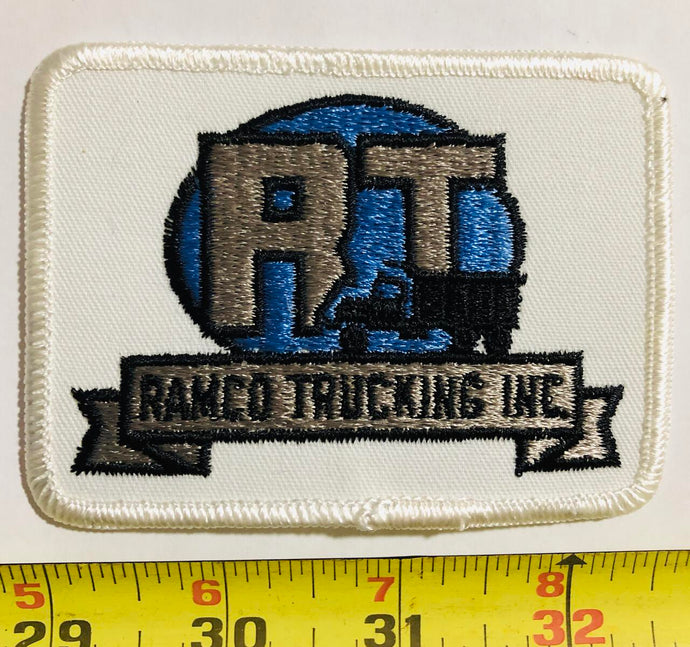 RT
RAMCO TRUCKING INC.
5 6 7 8
29 30 31 32